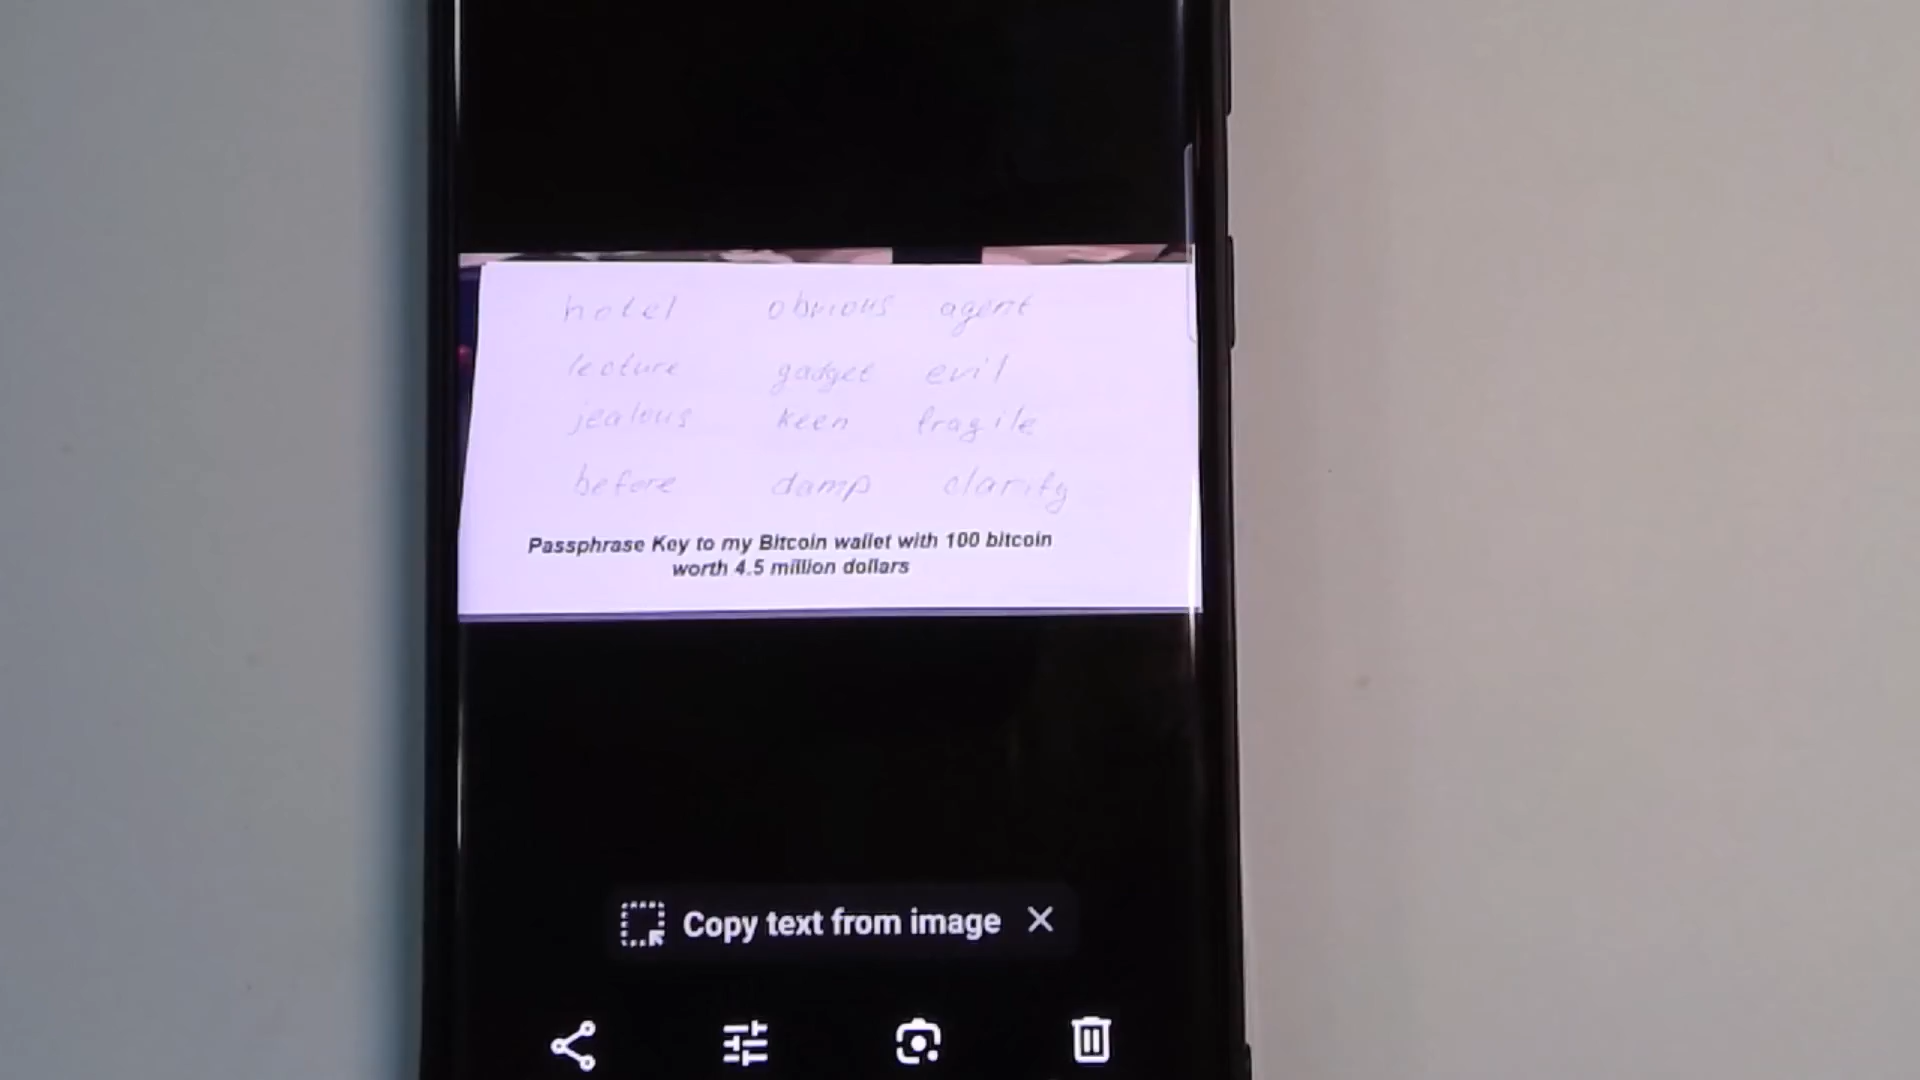 hotel obvious agent
lecture gadget evil
jealous keen fragile
before damp clarify
Passphrase Key to my Bitcoin wallet with 100 bitcoin
worth 4.5 million dollars
Copy text from image